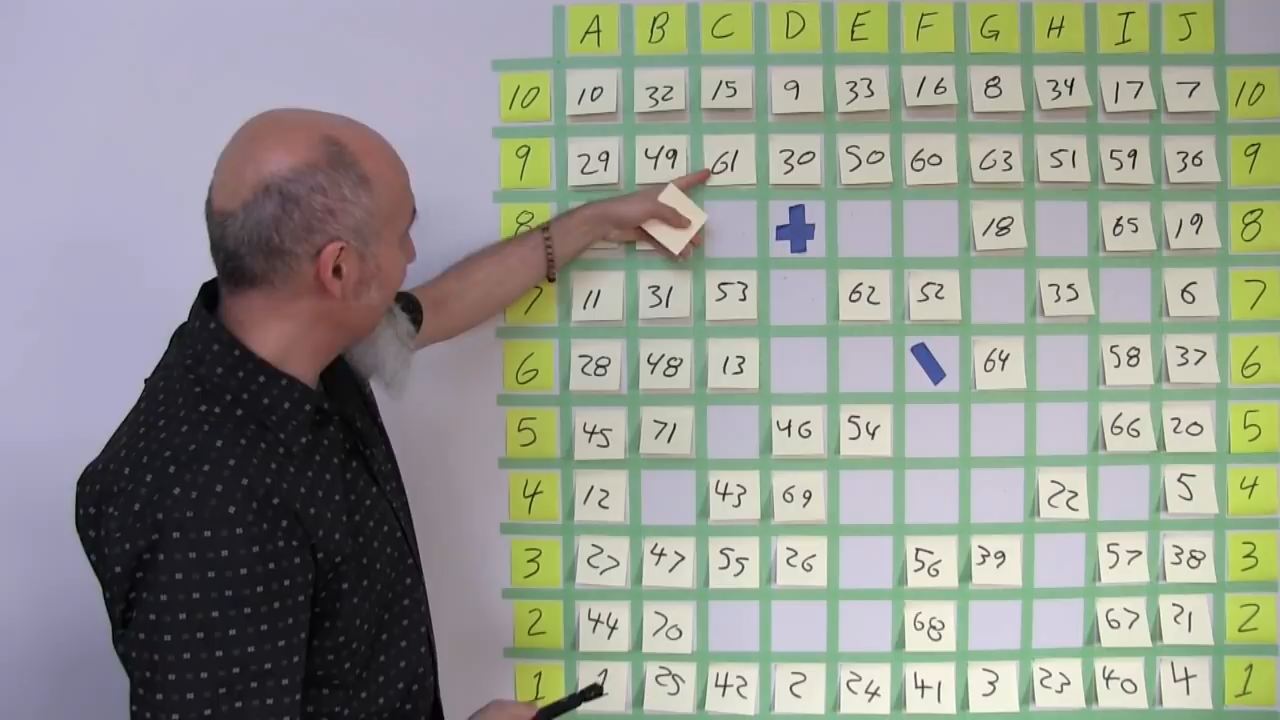 A B C D E F G H I J
10 10 32 15 9 33 16 8 34 17 7 10
9 29 49 61 30 50 60 63 51 59 36 9
8 18 65 19 8
7 11 31 53 62 52 35 6 7
6 28 48 13 64 58 37 6
5 45 71 46 54 66 20 5
4 12 43 69 22 5 4
3 27 47 55 26 56 39 57 38 3
2 44 70 68 67 21 2
1 1 25 42 2 24 41 3 23 40 4 1